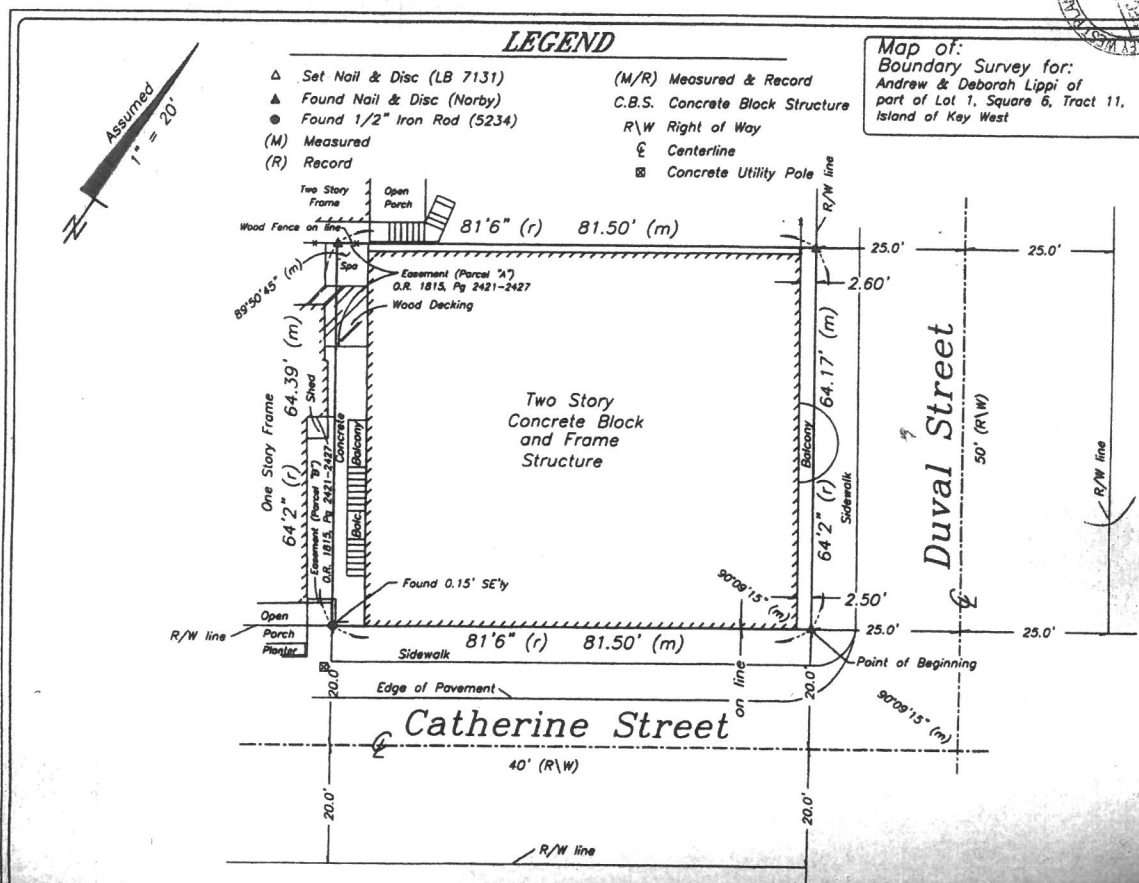 LEGEND
Set Nail & Disc (LB 7131)
Found Nail & Disc (Norby)
Found 1/2" Iron Rod (5234)
(M) Measured
(R) Record
(M/R) Measured & Record
C.B.S. Concrete Block Structure
R\W Right of Way
℄ Centerline
Concrete Utility Pole
Map of:
Boundary Survey for:
Andrew & Deborah Lippi of
part of Lot 1, Square 6, Tract 11,
Island of Key West
Assumed
1" = 20'
N
Two Story
Frame
Open
Porch
Wood Fence on line
81'6" (r) 81.50' (m)
R/W line
25.0'
25.0'
2.60'
89°50'45" (m)
Spa
Easement (Parcel "A")
O.R. 1815, Pg 2421-2427
Wood Decking
64.39' (m)
64'2" (r)
One Story Frame
Shed
Concrete
Balcony
Balc.
Easement (Parcel "B")
O.R. 1815, Pg 2421-2427
Two Story
Concrete Block
and Frame
Structure
64.17' (m)
64'2" (r)
Balcony
Sidewalk
Duval Street
50' (R\W)
℄
R/W line
Found 0.15' SE'ly
90°09'15" (m)
2.50'
25.0'
25.0'
R/W line
Open
Porch
Planter
81'6" (r) 81.50' (m)
Sidewalk
on line
Point of Beginning
20.0'
20.0'
Edge of Pavement
90°09'15" (m)
Catherine Street
℄
40' (R\W)
20.0'
20.0'
R/W line